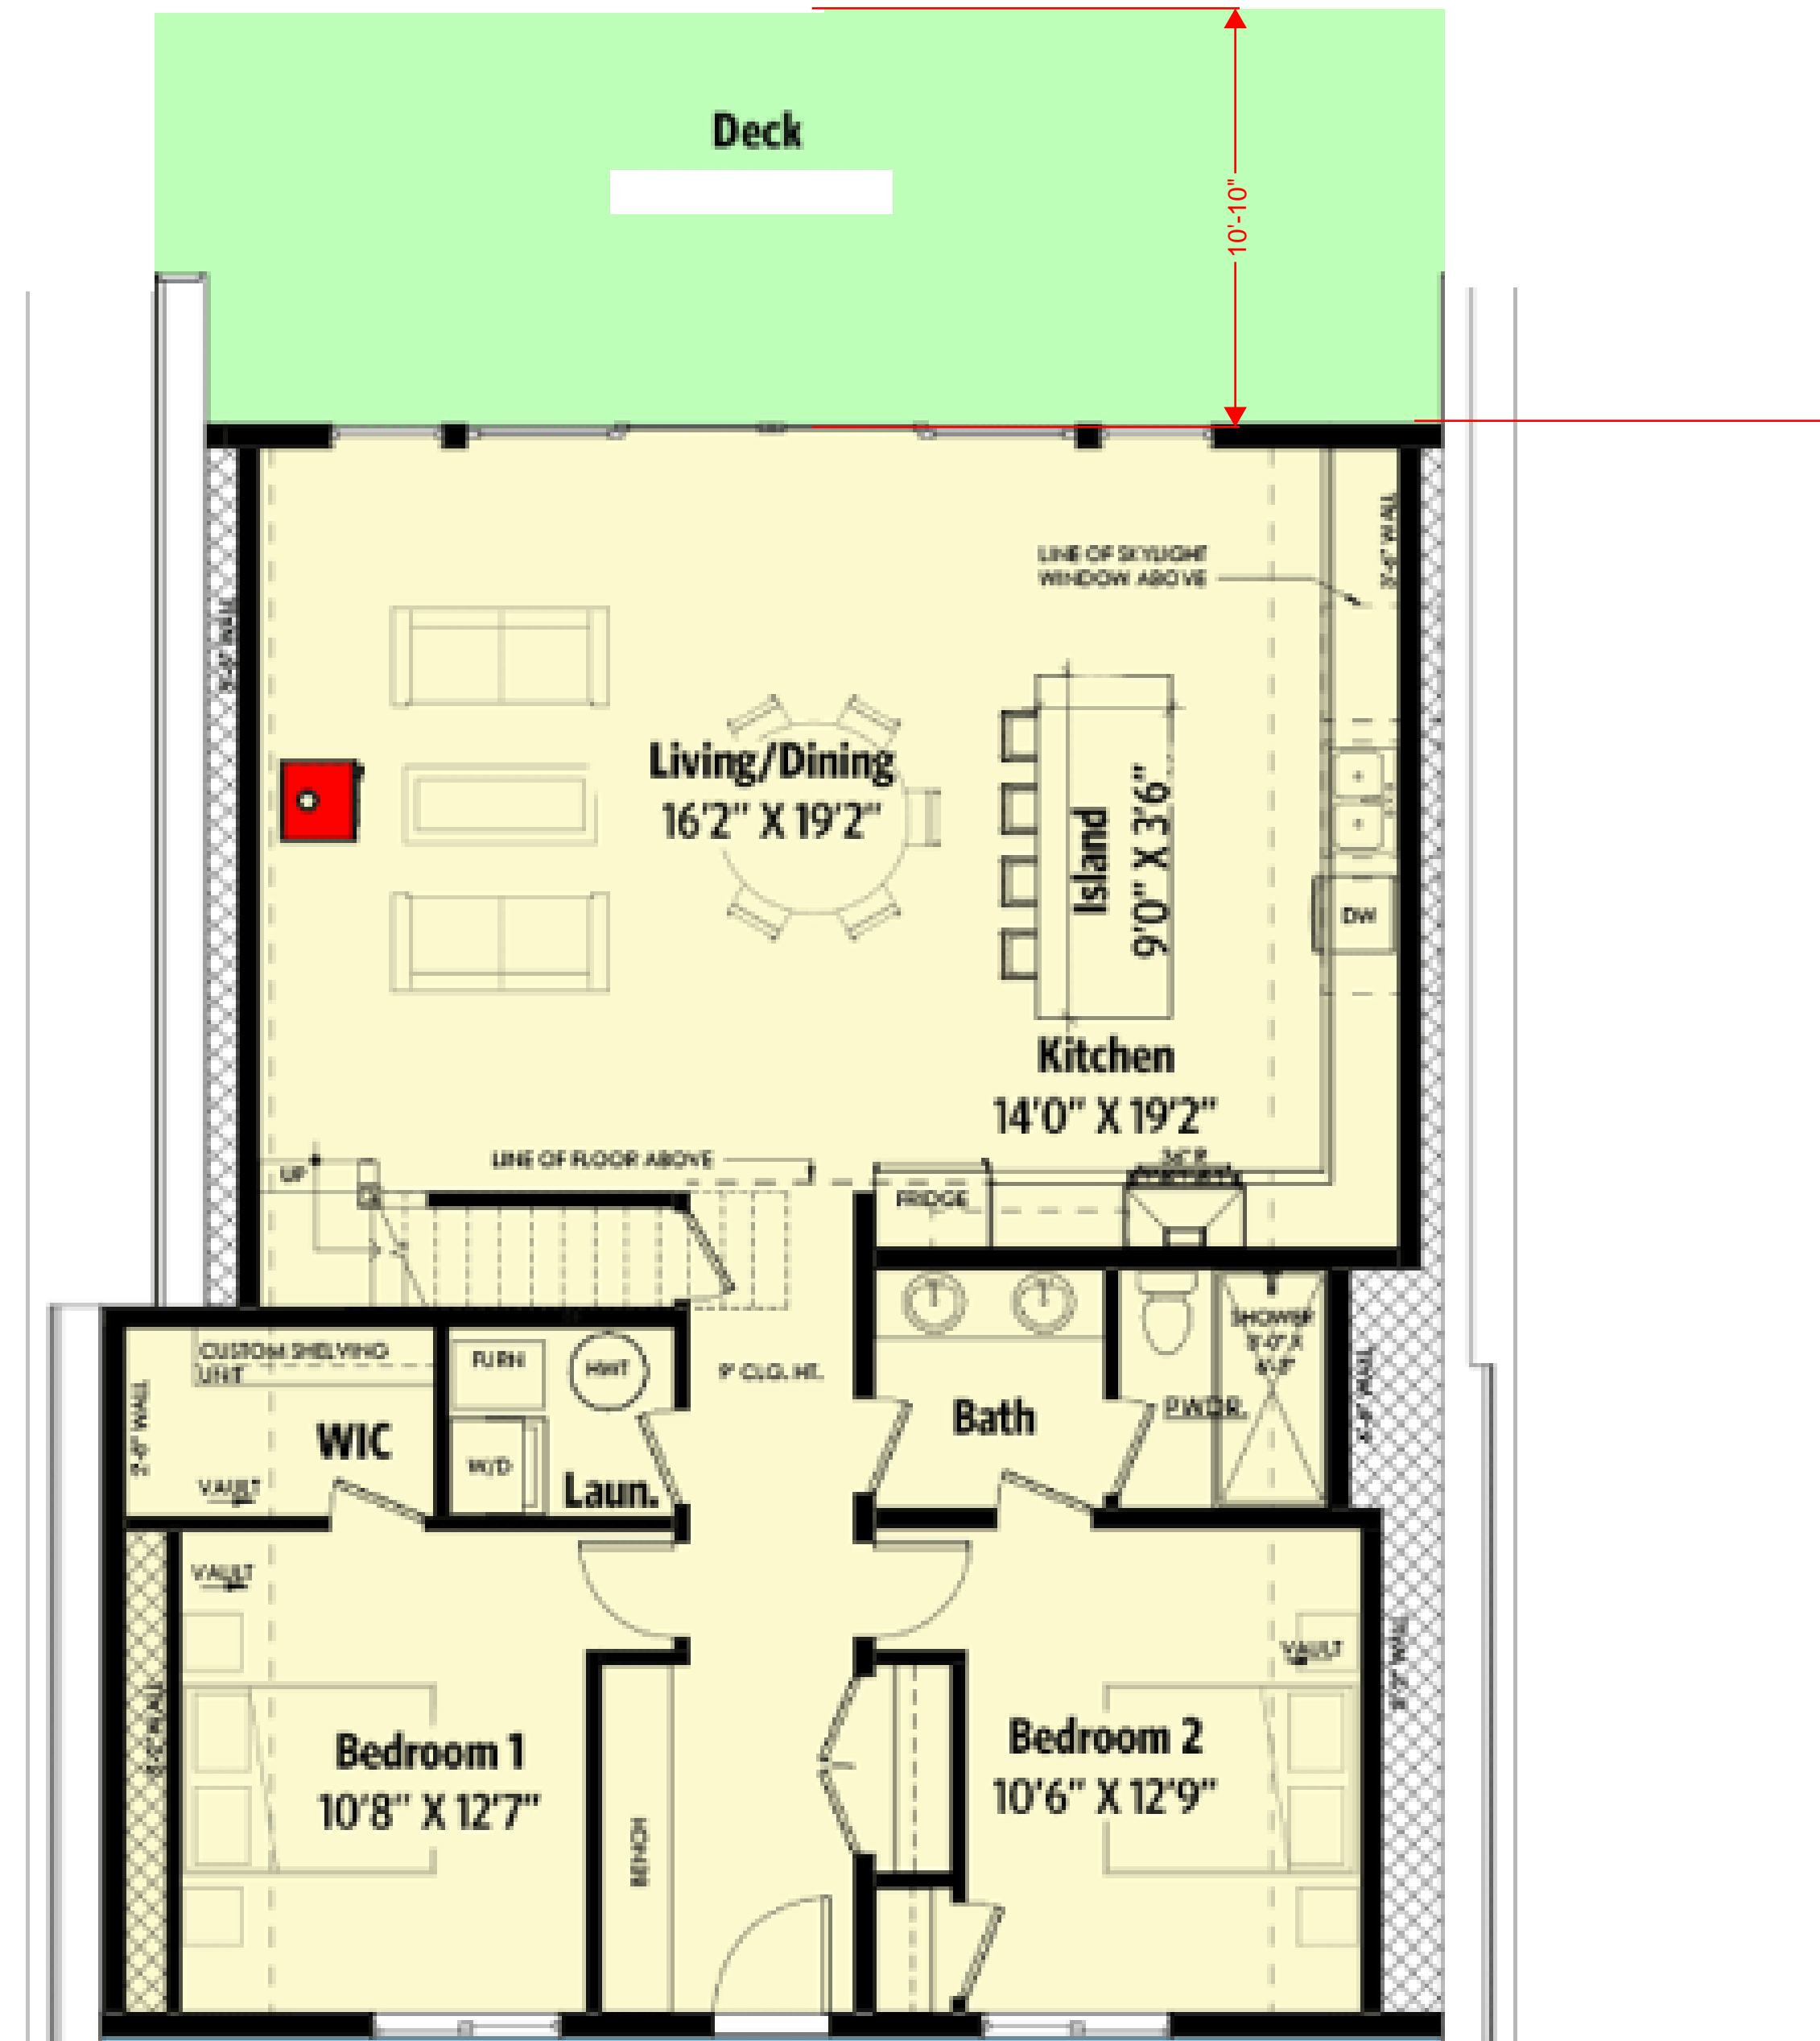 Deck
10'-10"
LINE OF SKYLIGHT
WINDOW ABOVE
Living/Dining
16'2" X 19'2"
Island
9'0" X 3'6"
DW
Kitchen
14'0" X 19'2"
LINE OF FLOOR ABOVE
UP
FRIDGE
CUSTOM SHELVING
UNIT
FURN
HWT
9' CLG. HT.
SHOWER
WIC
W/D
Laun.
Bath
PWDR.
VAULT
VAULT
VAULT
Bedroom 1
10'8" X 12'7"
BENCH
Bedroom 2
10'6" X 12'9"